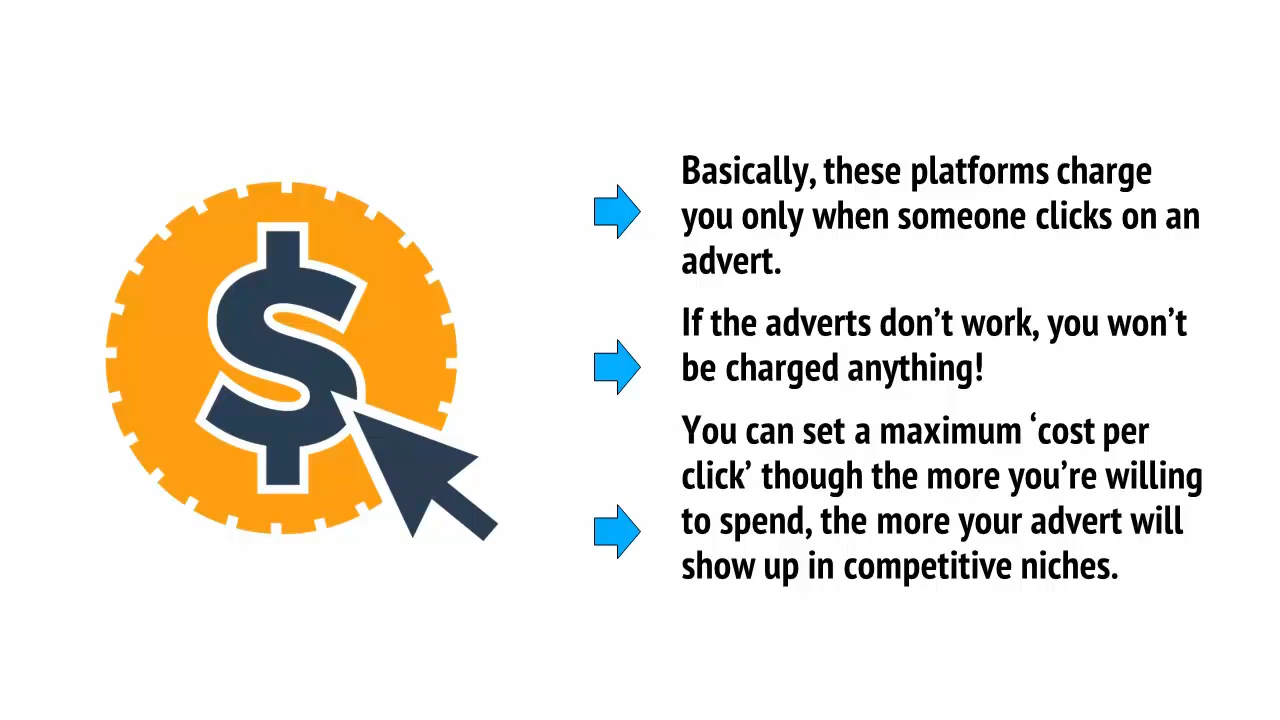 Basically, these platforms charge
you only when someone clicks on an
advert.
If the adverts don’t work, you won’t
be charged anything!
You can set a maximum ‘cost per
click’ though the more you’re willing
to spend, the more your advert will
show up in competitive niches.